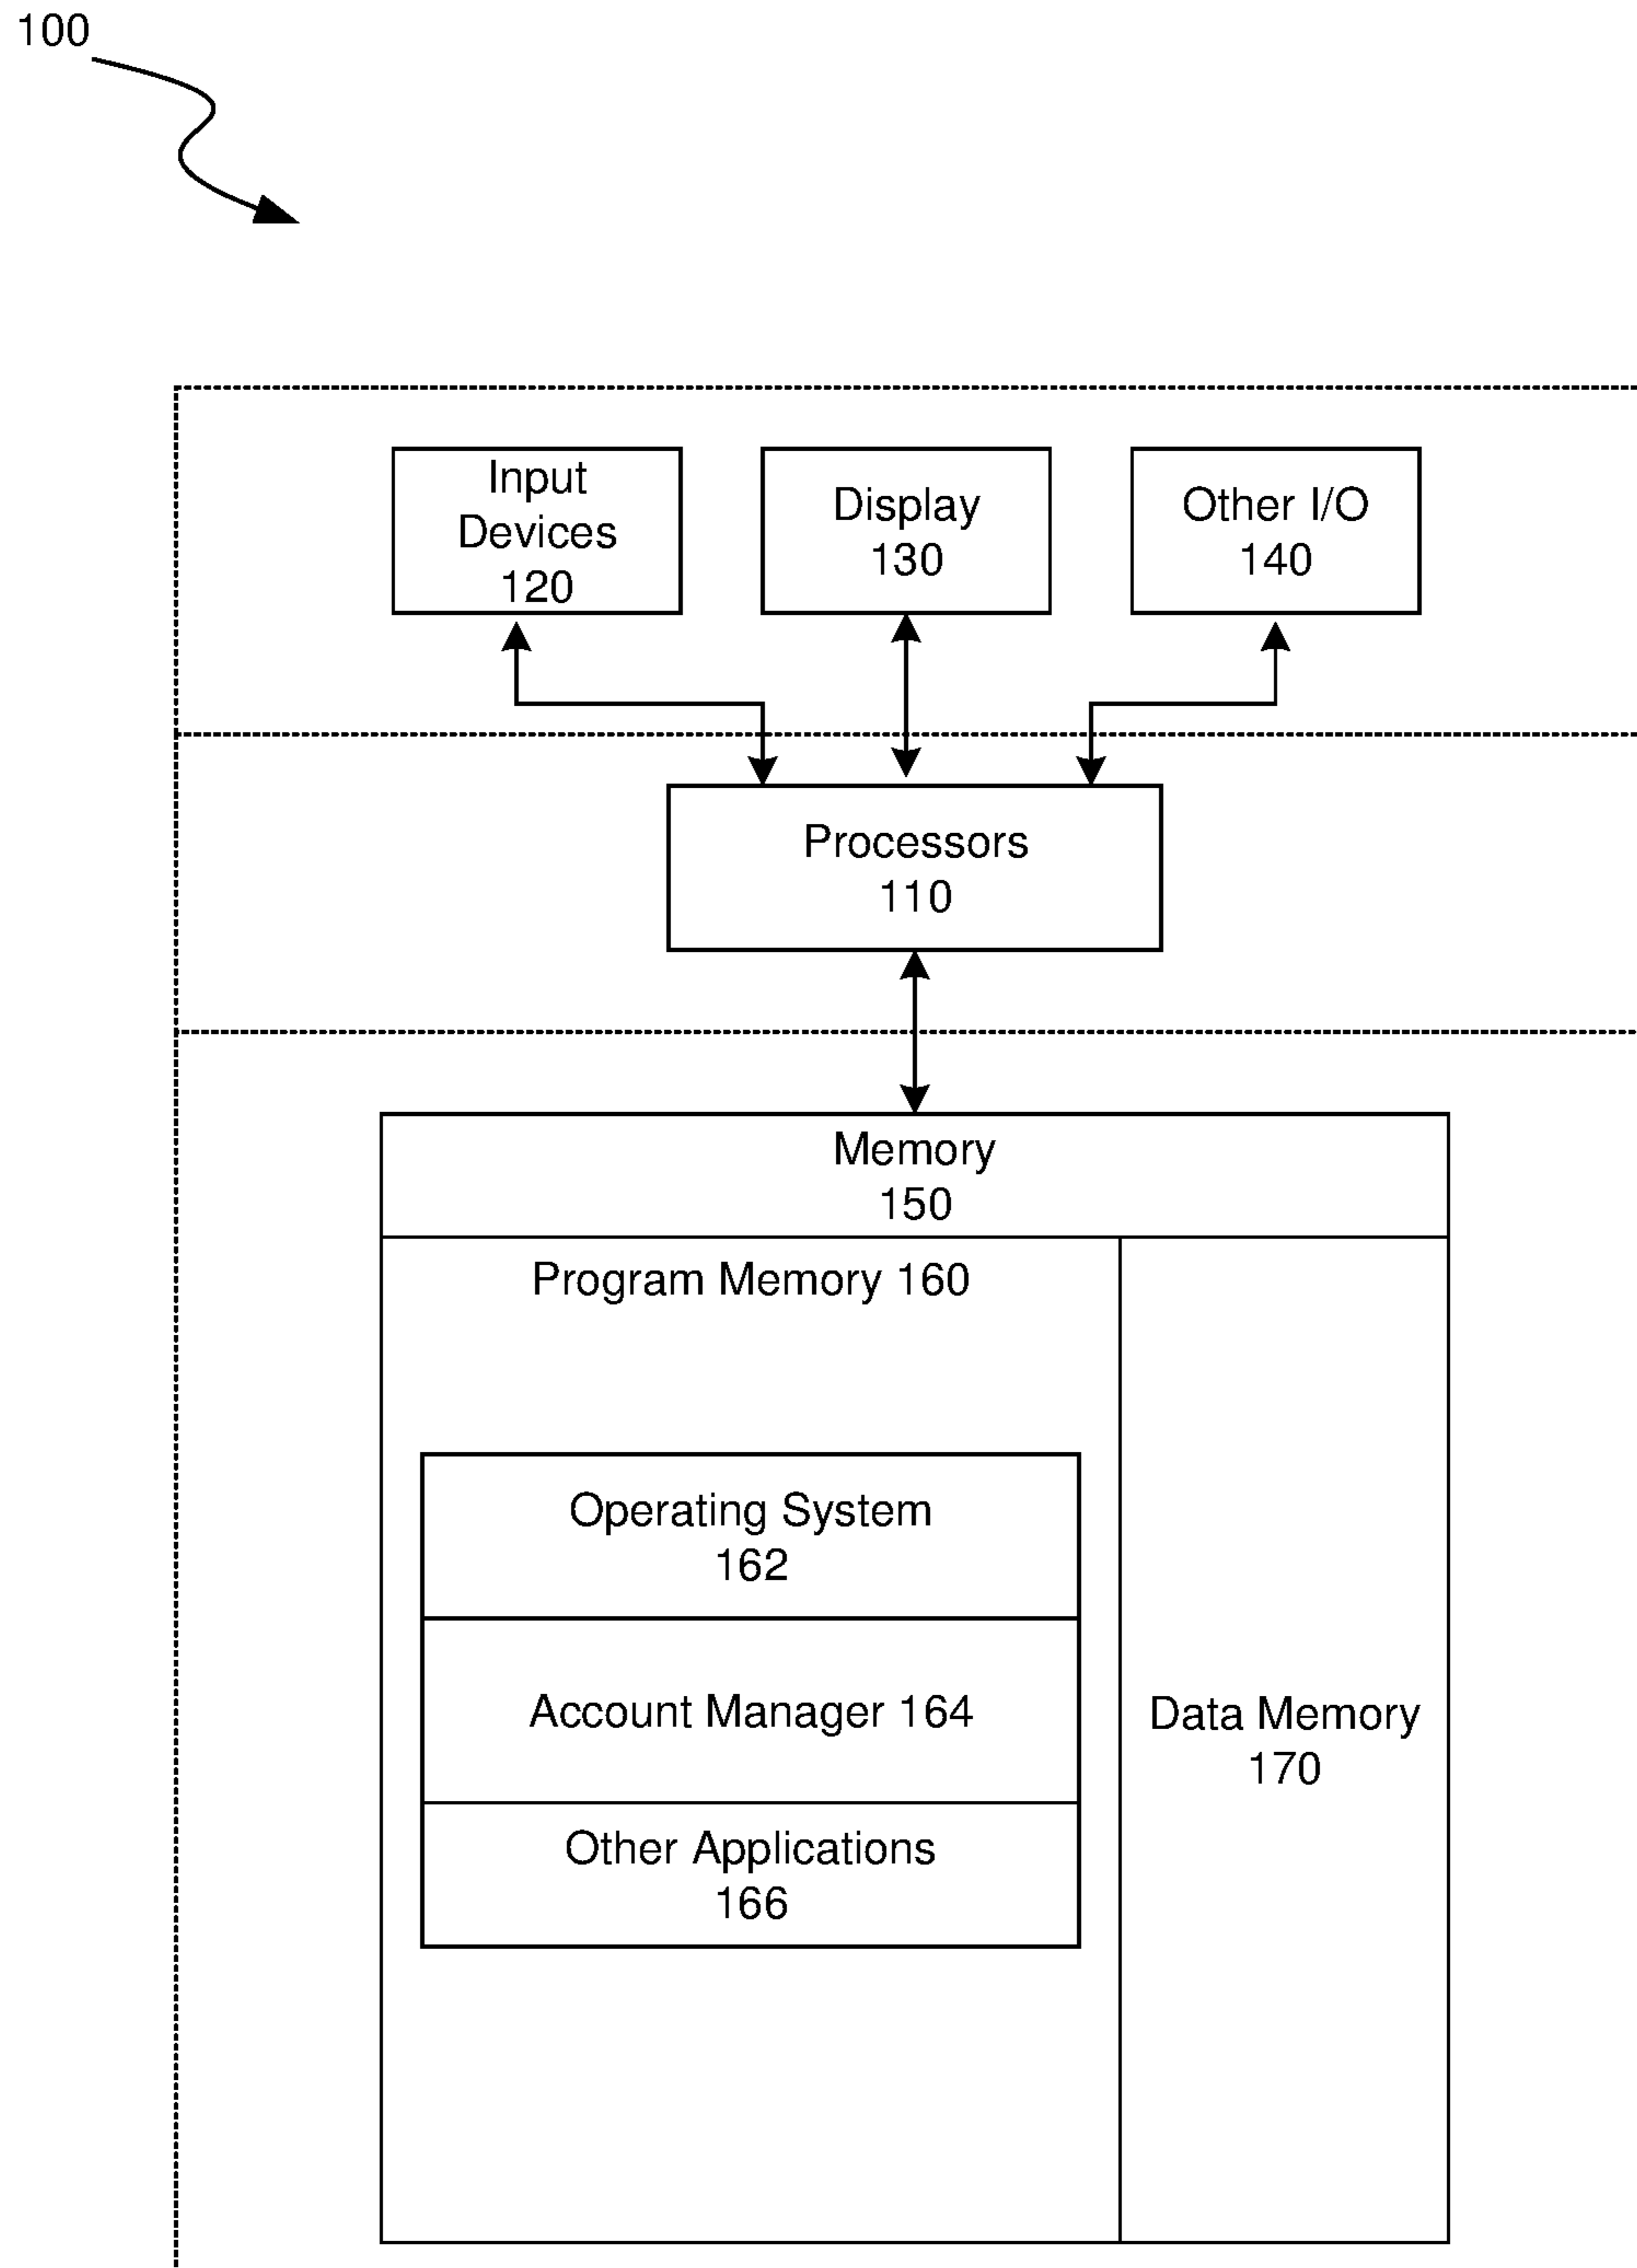 100
Input
Devices
120
Display
130
Other I/O
140
Processors
110
Memory
150
Program Memory 160
Operating System
162
Account Manager 164
Other Applications
166
Data Memory
170